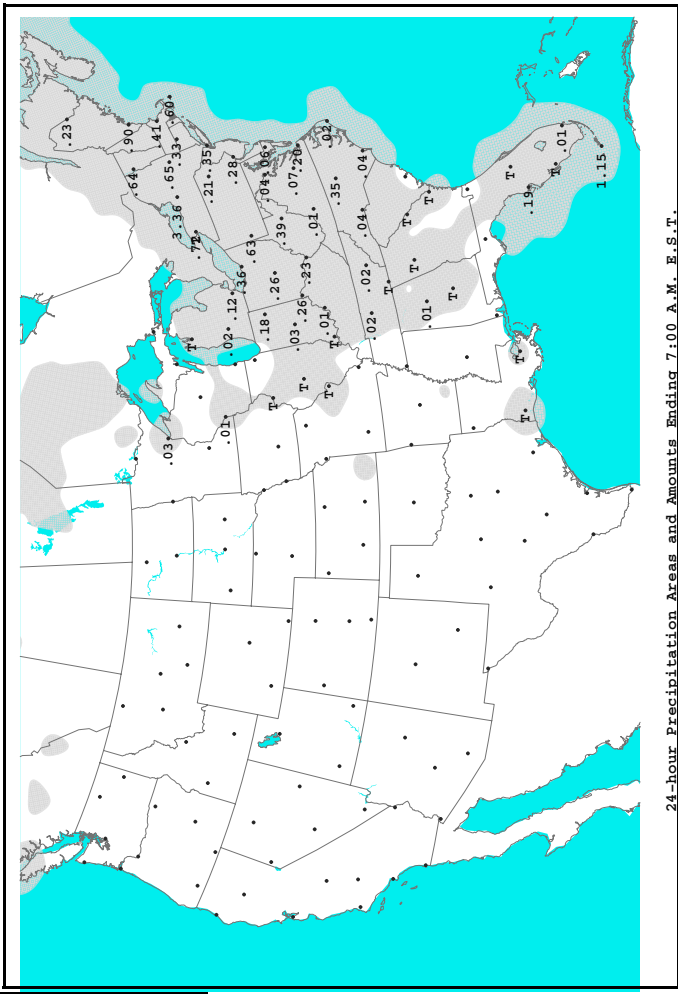 .23
.90
.64
.41
.03
.60
.65
.33
3.36
T
.35
.21
.01
.02
.12
.28
.36
.63
.18
.04
.06
T
.26
.39
.07
.03
.20
.26
T
.23
.01
.01
.02
T
T
.35
.04
.04
.02
.02
T
T
T
.01
T
T
T
T
T
.19
T
.01
1.15
24-hour Precipitation Areas and Amounts Ending 7:00 A.M. E.S.T.